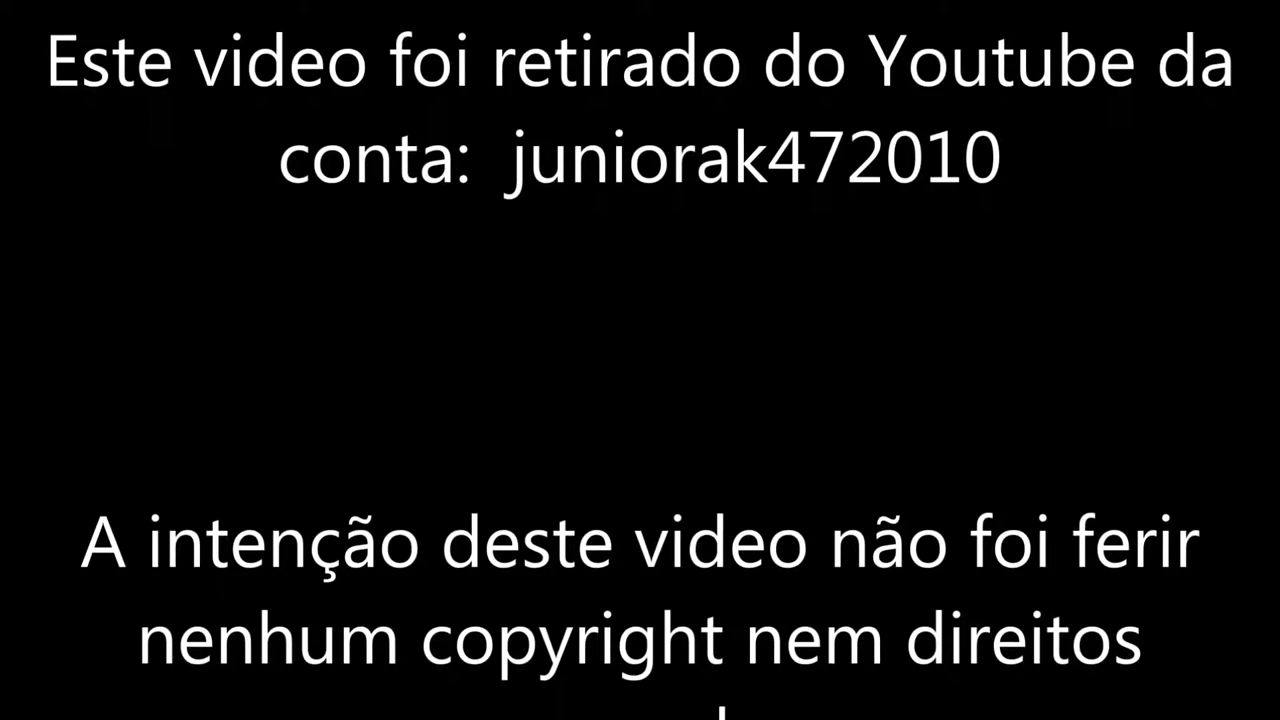 Este video foi retirado do Youtube da
conta:  juniorak472010
A intenção deste video não foi ferir
nenhum copyright nem direitos